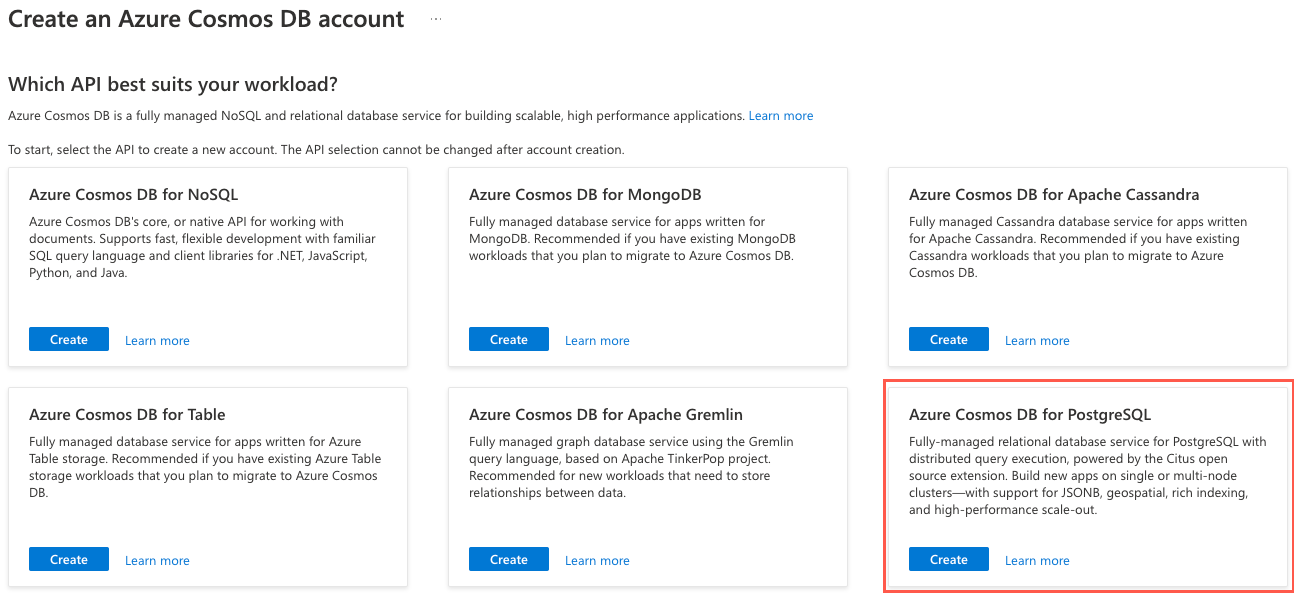 Create an Azure Cosmos DB account ...
Which API best suits your workload?
Azure Cosmos DB is a fully managed NoSQL and relational database service for building scalable, high performance applications. Learn more
To start, select the API to create a new account. The API selection cannot be changed after account creation.
Azure Cosmos DB for NoSQL
Azure Cosmos DB's core, or native API for working with
documents. Supports fast, flexible development with familiar
SQL query language and client libraries for .NET, JavaScript,
Python, and Java.
Create Learn more
Azure Cosmos DB for MongoDB
Fully managed database service for apps written for
MongoDB. Recommended if you have existing MongoDB
workloads that you plan to migrate to Azure Cosmos DB.
Create Learn more
Azure Cosmos DB for Apache Cassandra
Fully managed Cassandra database service for apps written
for Apache Cassandra. Recommended if you have existing
Cassandra workloads that you plan to migrate to Azure
Cosmos DB.
Create Learn more
Azure Cosmos DB for Table
Fully managed database service for apps written for Azure
Table storage. Recommended if you have existing Azure Table
storage workloads that you plan to migrate to Azure Cosmos
DB.
Create Learn more
Azure Cosmos DB for Apache Gremlin
Fully managed graph database service using the Gremlin
query language, based on Apache TinkerPop project.
Recommended for new workloads that need to store
relationships between data.
Create Learn more
Azure Cosmos DB for PostgreSQL
Fully-managed relational database service for PostgreSQL with
distributed query execution, powered by the Citus open
source extension. Build new apps on single or multi-node
clusters—with support for JSONB, geospatial, rich indexing,
and high-performance scale-out.
Create Learn more